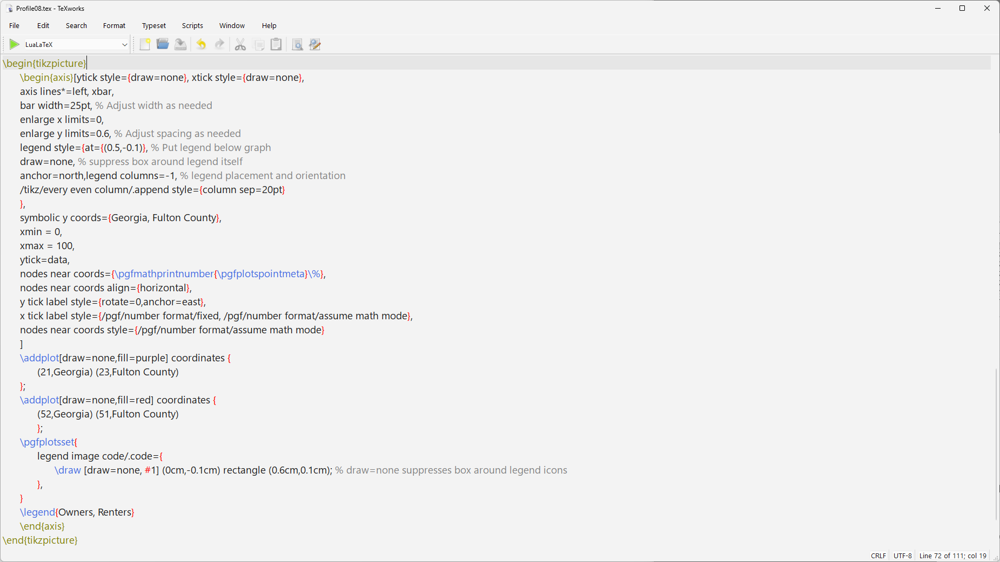 Profile08.tex - TeXworks
File Edit Search Format Typeset Scripts Window Help
LuaLaTeX
\begin{tikzpicture}
\begin{axis}[ytick style={draw=none}, xtick style={draw=none},
axis lines*=left, xbar,
bar width=25pt, % Adjust width as needed
enlarge x limits=0,
enlarge y limits=0.6, % Adjust spacing as needed
legend style={at={(0.5,-0.1)}, % Put legend below graph
draw=none, % suppress box around legend itself
anchor=north,legend columns=-1, % legend placement and orientation
/tikz/every even column/.append style={column sep=20pt}
},
symbolic y coords={Georgia, Fulton County},
xmin = 0,
xmax = 100,
ytick=data,
nodes near coords={\pgfmathprintnumber{\pgfplotspointmeta}\%},
nodes near coords align={horizontal},
y tick label style={rotate=0,anchor=east},
x tick label style={/pgf/number format/fixed, /pgf/number format/assume math mode},
nodes near coords style={/pgf/number format/assume math mode}
]
\addplot[draw=none,fill=purple] coordinates {
(21,Georgia) (23,Fulton County)
};
\addplot[draw=none,fill=red] coordinates {
(52,Georgia) (51,Fulton County)
};
\pgfplotsset{
legend image code/.code={
\draw [draw=none, #1] (0cm,-0.1cm) rectangle (0.6cm,0.1cm); % draw=none suppresses box around legend icons
},
}
\legend{Owners, Renters}
\end{axis}
\end{tikzpicture}
CRLF UTF-8 Line 72 of 111; col 19